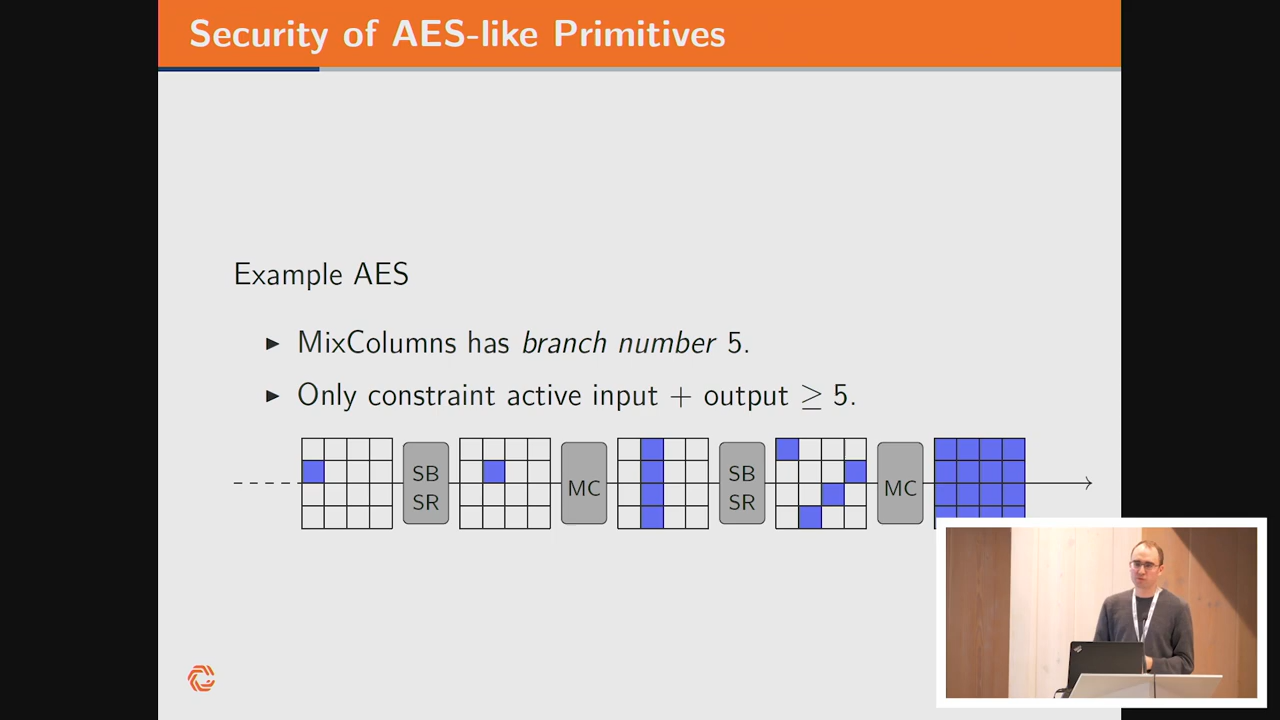 Security of AES-like Primitives
Example AES
▶ MixColumns has branch number 5.
▶ Only constraint active input + output ≥ 5.
SB SR MC SB SR MC